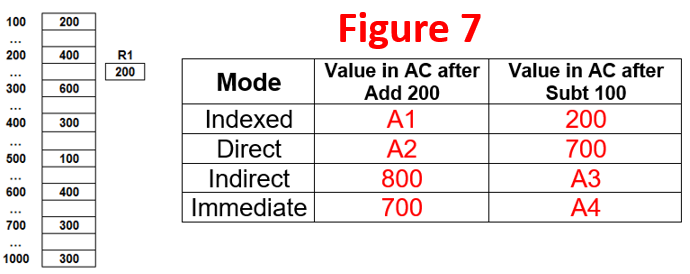 Figure 7
100 200
...
200 400
R1
200
...
300 600
...
400 300
...
500 100
...
600 400
...
700 300
...
1000 300
Mode Value in AC after Add 200 Value in AC after Subt 100
Indexed A1 200
Direct A2 700
Indirect 800 A3
Immediate 700 A4